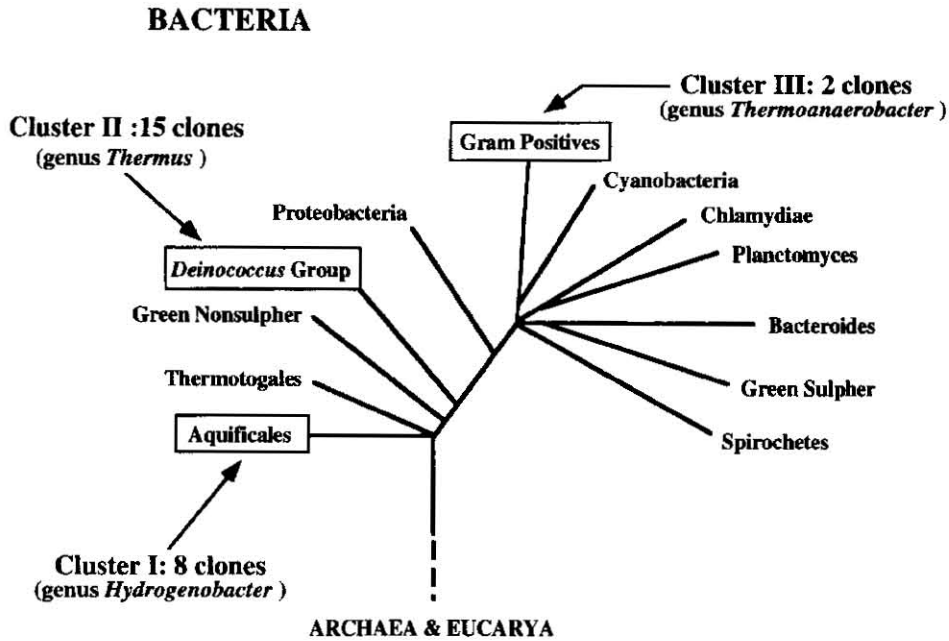 BACTERIA
Cluster III: 2 clones
(genus Thermoanaerobacter)
Cluster II :15 clones
(genus Thermus )
Gram Positives
Cyanobacteria
Proteobacteria
Chlamydiae
Planctomyces
Deinococcus Group
Green Nonsulpher
Bacteroides
Thermotogales
Green Sulpher
Aquificales
Spirochetes
Cluster I: 8 clones
(genus Hydrogenobacter )
ARCHAEA & EUCARYA